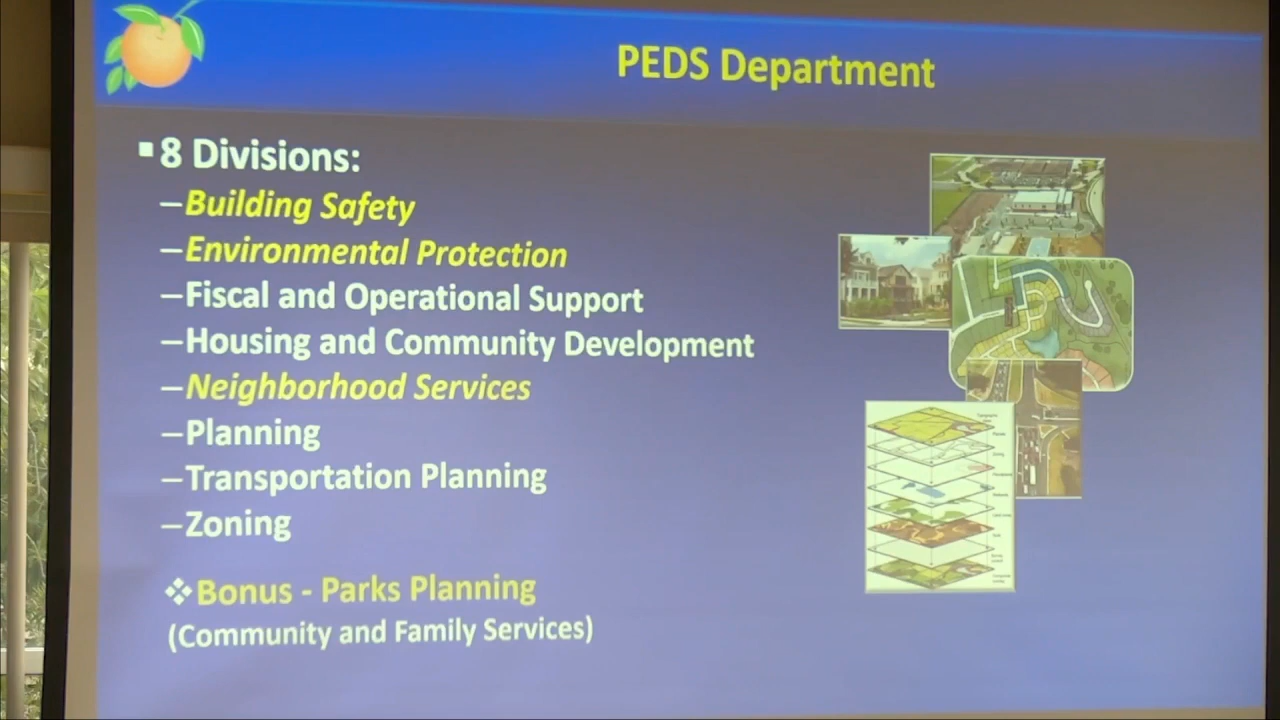 PEDS Department
▪8 Divisions:
–Building Safety
–Environmental Protection
–Fiscal and Operational Support
–Housing and Community Development
–Neighborhood Services
–Planning
–Transportation Planning
–Zoning
❖Bonus - Parks Planning
(Community and Family Services)